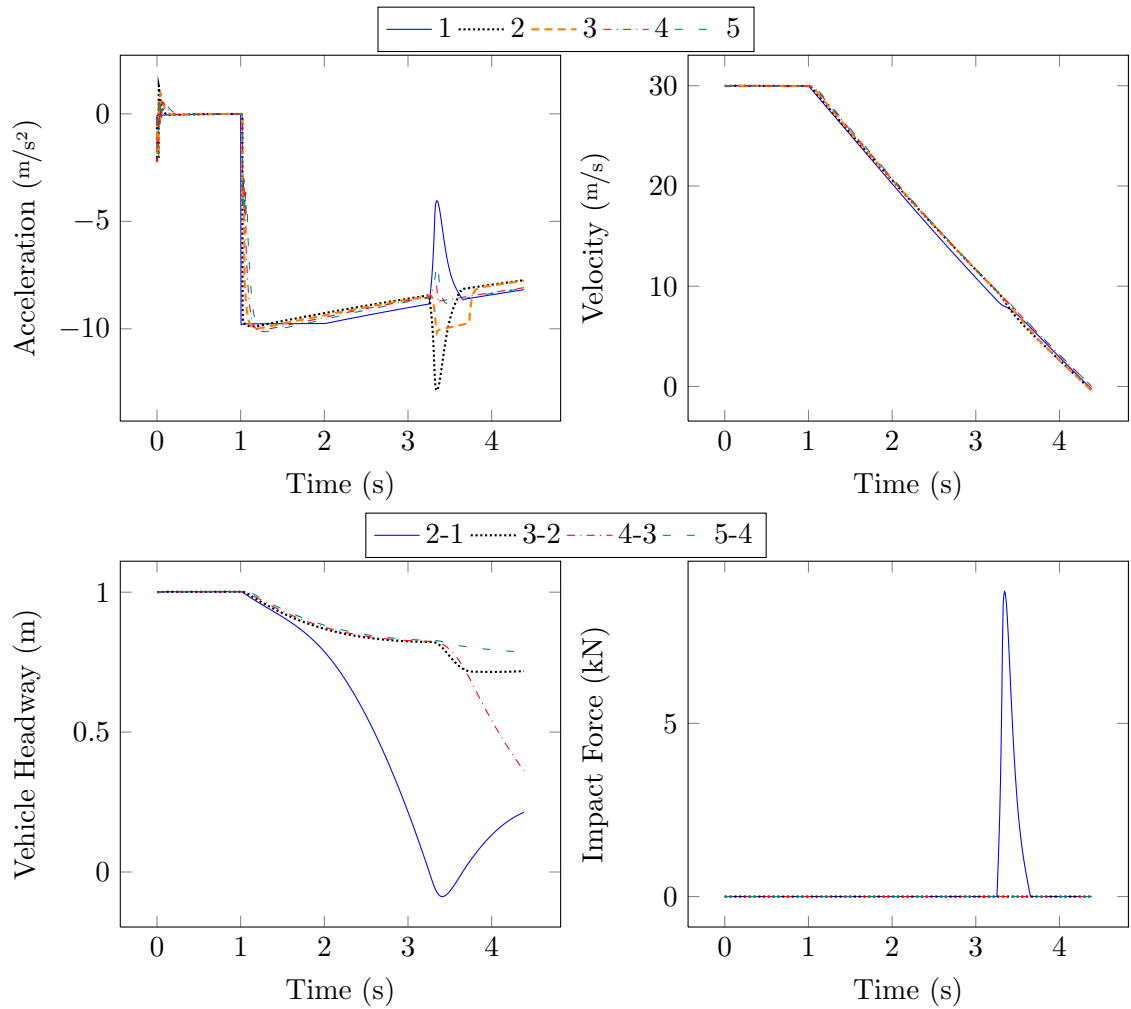 1 2 3 4 5
0
−5
−10
Acceleration (m/s²)
0 1 2 3 4
Time (s)
30
20
10
0
Velocity (m/s)
0 1 2 3 4
Time (s)
2-1 3-2 4-3 5-4
1
0.5
0
Vehicle Headway (m)
0 1 2 3 4
Time (s)
5
0
Impact Force (kN)
0 1 2 3 4
Time (s)